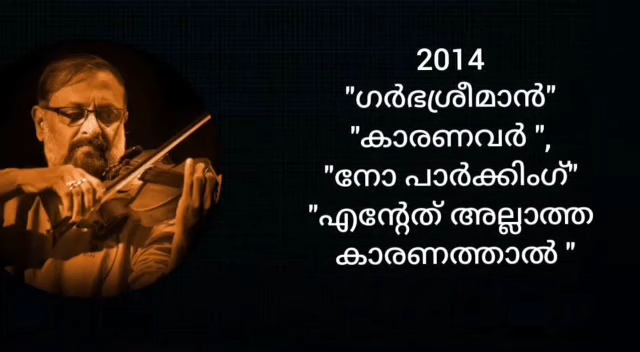 2014
"ഗർഭശ്രീമാൻ"
"കാരണവർ ",
"നോ പാർക്കിംഗ്"
"എന്റേത് അല്ലാത്ത
കാരണത്താൽ "